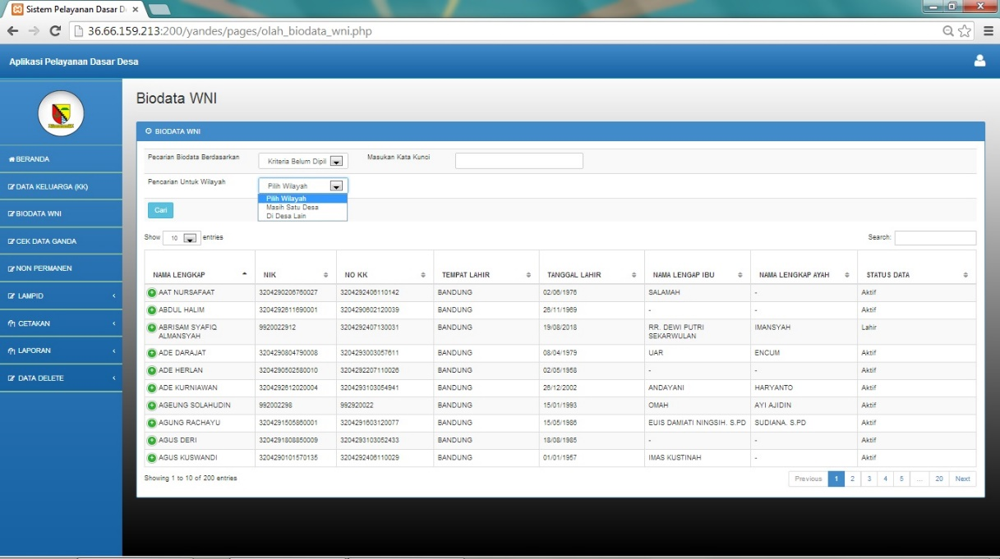 Sistem Pelayanan Dasar D
36.66.159.213:200/yandes/pages/olah_biodata_wni.php
Aplikasi Pelayanan Dasar Desa
Biodata WNI
BIODATA WNI
BERANDA
DATA KELUARGA (KK)
BIODATA WNI
CEK DATA GANDA
NON PERMANEN
LAMPID
CETAKAN
LAPORAN
DATA DELETE
Pecarian Biodata Berdasarkan Kriteria Belum Dipil Masukan Kata Kunci
Pencarian Untuk Wilayah Pilih Wilayah
Pilih Wilayah
Masih Satu Desa
Di Desa Lain
Cari
Show 10 entries Search:
NAMA LENGKAP NIK NO KK TEMPAT LAHIR TANGGAL LAHIR NAMA LENGAP IBU NAMA LENGKAP AYAH STATUS DATA
AAT NURSAFAAT 3204290206760027 3204292406110142 BANDUNG 02/06/1976 SALAMAH - Aktif
ABDUL HALIM 3204292611690001 3204290602120039 BANDUNG 26/11/1969 - - Aktif
ABRISAM SYAFIQ ALMANSYAH 9920022912 3204292407130031 BANDUNG 19/08/2018 RR. DEWI PUTRI SEKARWULAN IMANSYAH Lahir
ADE DARAJAT 3204290804790008 3204293003057611 BANDUNG 08/04/1979 UAR ENCUM Aktif
ADE HERLAN 3204290502580010 3204292207110026 BANDUNG 02/05/1958 - - Aktif
ADE KURNIAWAN 3204292612020004 3204293103054941 BANDUNG 26/12/2002 ANDAYANI HARYANTO Aktif
AGEUNG SOLAHUDIN 992002298 992920022 BANDUNG 15/01/1993 OMAH AYI AJIDIN Aktif
AGUNG RACHAYU 3204291505860001 3204291603120077 BANDUNG 15/05/1986 EUIS DAMIATI NINGSIH. S.PD SUDIANA. S.PD Aktif
AGUS DERI 3204291808850009 3204293103052433 BANDUNG 18/08/1985 - - Aktif
AGUS KUSWANDI 3204290101570135 3204292406110029 BANDUNG 01/01/1957 IMAS KUSTINAH - Aktif
Showing 1 to 10 of 200 entries
Previous 1 2 3 4 5 ... 20 Next